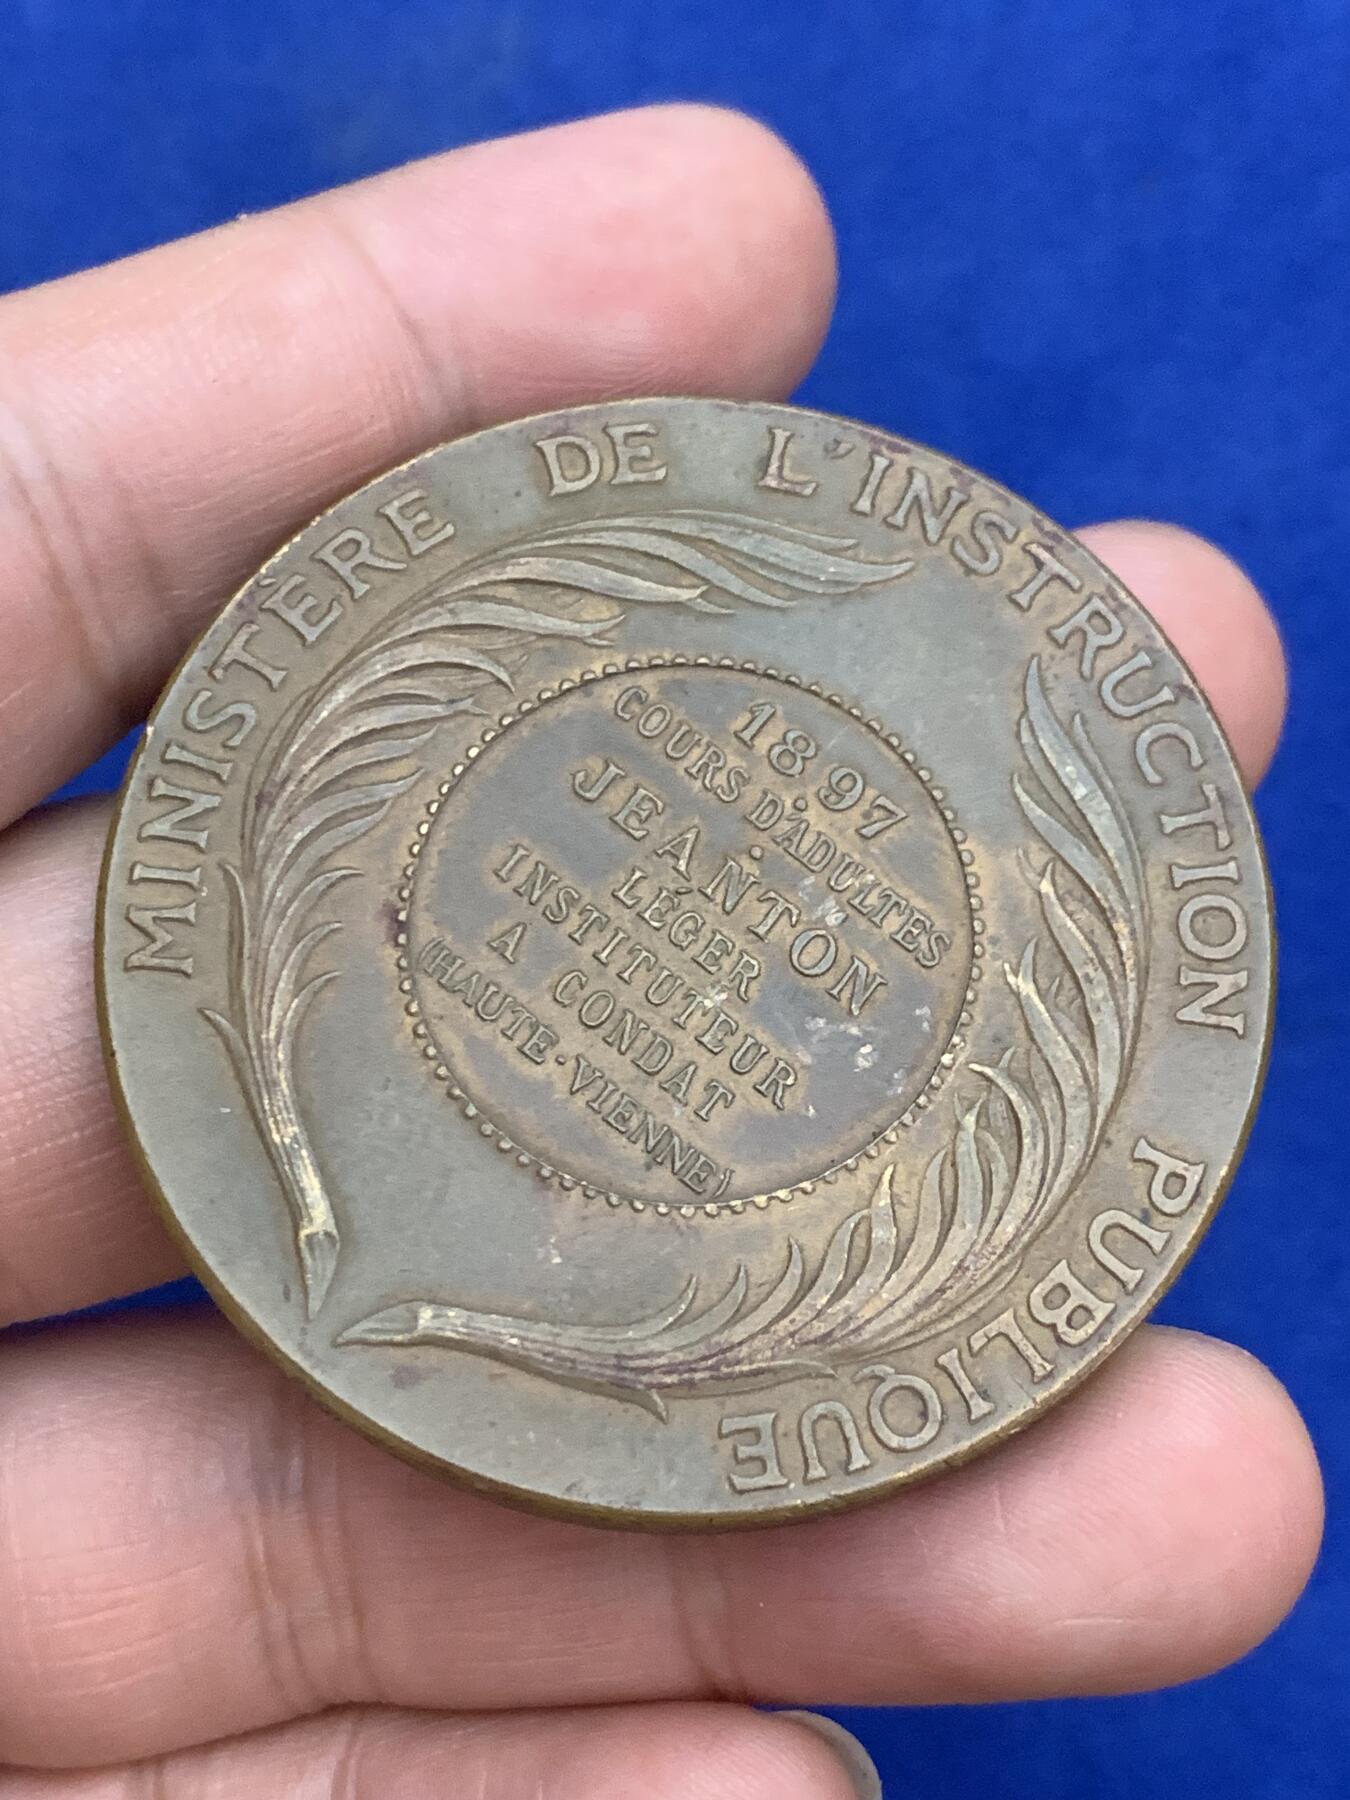 MINISTÈRE DE L'INSTRUCTION PUBLIQUE
1897
COURS D'ADULTES
JEANTON
LÉGER
INSTITUTEUR
A CONDAT
(HAUTE-VIENNE)